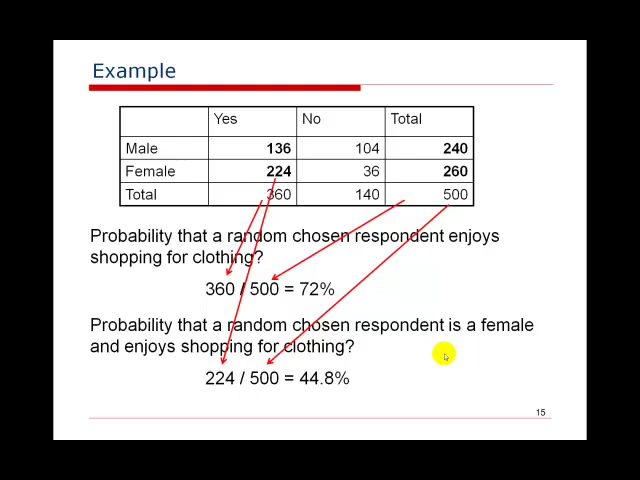 Example
Yes No Total
Male 136 104 240
Female 224 36 260
Total 360 140 500
Probability that a random chosen respondent enjoys
shopping for clothing?
360 / 500 = 72%
Probability that a random chosen respondent is a female
and enjoys shopping for clothing?
224 / 500 = 44.8%
15